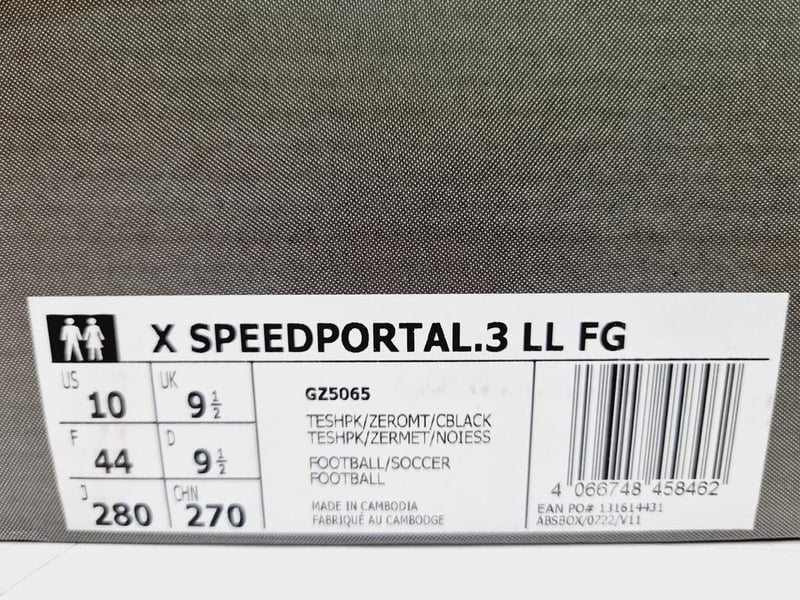 X SPEEDPORTAL.3 LL FG
US 10
UK 9 1/2
F 44
D 9 1/2
J 280
CHN 270
GZ5065
TESHPK/ZEROMT/CBLACK
TESHPK/ZERMET/NOIESS
FOOTBALL/SOCCER
FOOTBALL
MADE IN CAMBODIA
FABRIQUÉ AU CAMBODGE
4 066748 458462
EAN PO# 131614431
ABSBOX/0722/V11